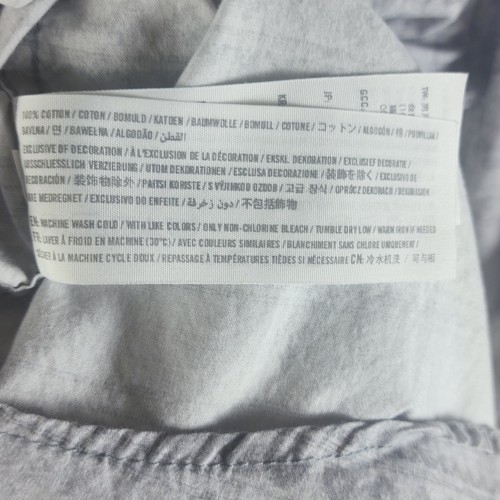 100% COTTON / COTON / BOMULD / KATOEN / BAUMWOLLE / BOMULL / COTONE / コットン / ALGODÓN / 棉 / POUMILLAN /
BAVLNA / 면 / BAWEŁNA / ALGODÃO / القطن /
EXCLUSIVE OF DECORATION / À L'EXCLUSION DE LA DÉCORATION / EKSKL. DEKORATION / EXCLUSIEF DECORATIE /
AUSSCHLIESSLICH VERZIERUNG / UTOM DEKORATIONEN / ESCLUSA DECORAZIONE / 装飾を除く / EXCLUSIVO DE
DECORACIÓN / 装饰物除外 / PAITSI KORISTE / S VÝJIMKOU OZDOB / 고급 장식 / OPRÓCZ DEKORACJI / DEKORASJON
IKKE MEDREGNET / EXCLUSIVO DO ENFEITE / دون زخرفة / 不包括飾物
EN: MACHINE WASH COLD / WITH LIKE COLORS / ONLY NON-CHLORINE BLEACH / TUMBLE DRY LOW / WARM IRON IF NEEDED
FR: LAVER À FROID EN MACHINE (30°C) / AVEC COULEURS SIMILAIRES / BLANCHIMENT SANS CHLORE UNIQUEMENT /
SÉCHER À LA MACHINE CYCLE DOUX / REPASSAGE À TEMPÉRATURES TIÈDES SI NÉCESSAIRE CN: 冷水机洗 / 可与相